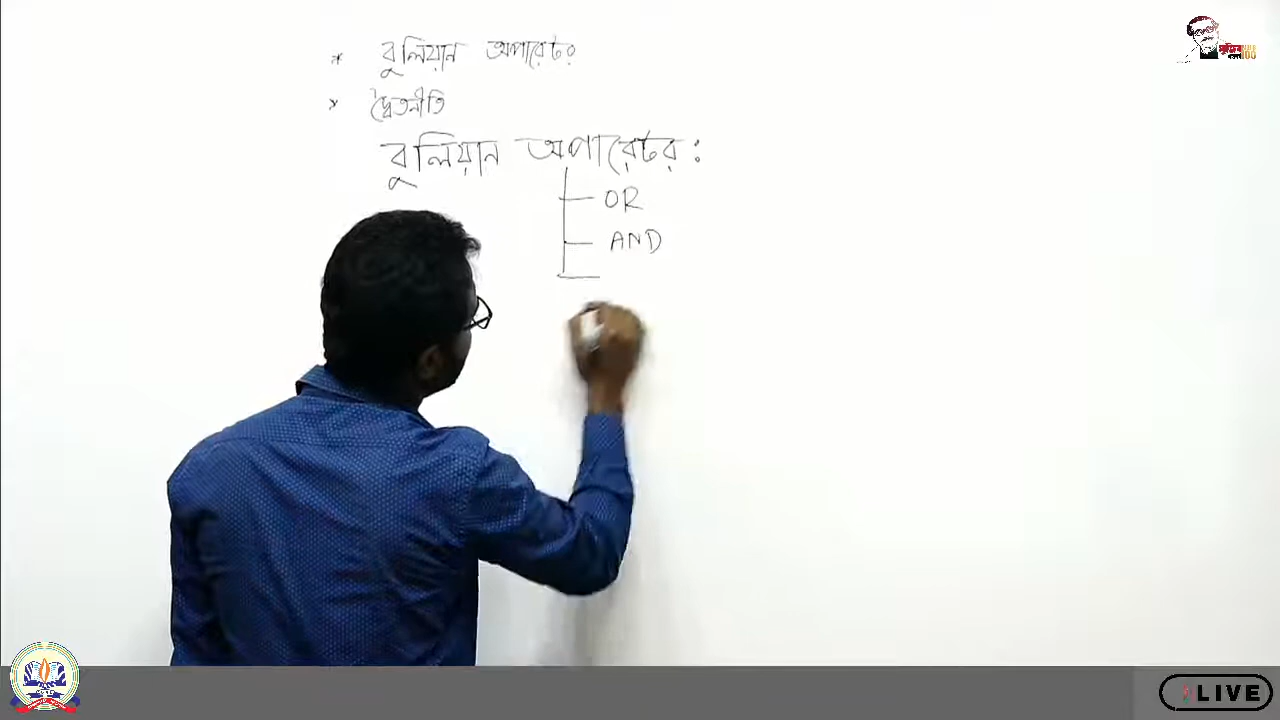 * বুলিয়ান অপারেটর
* দ্বৈতনীতি
বুলিয়ান অপারেটর :
OR
AND
LIVE